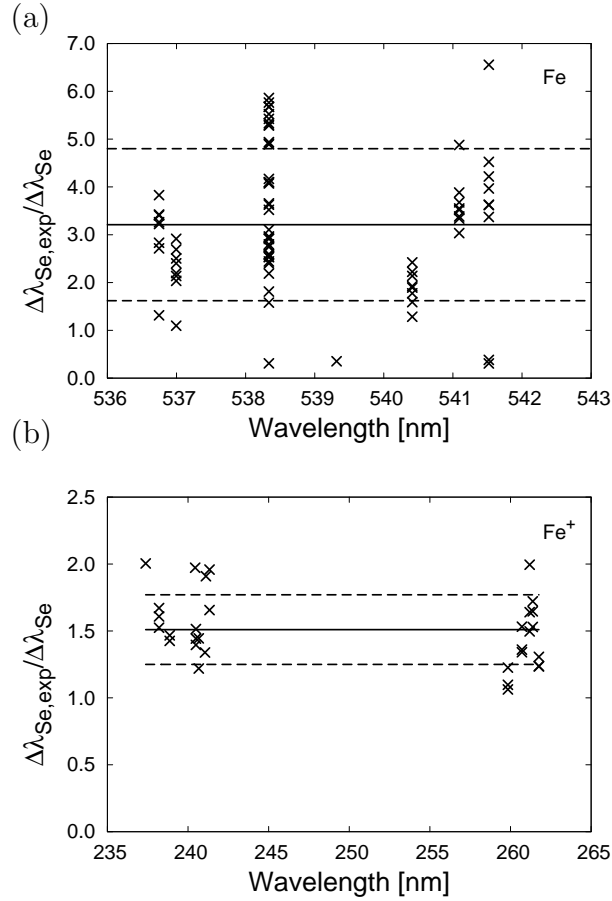 (a)
7.0
6.0
5.0
4.0
3.0
2.0
1.0
0.0
Δλ_Se,exp/Δλ_Se
Fe
536 537 538 539 540 541 542 543
Wavelength [nm]
(b)
2.5
2.0
1.5
1.0
0.5
0.0
Δλ_Se,exp/Δλ_Se
Fe⁺
235 240 245 250 255 260 265
Wavelength [nm]